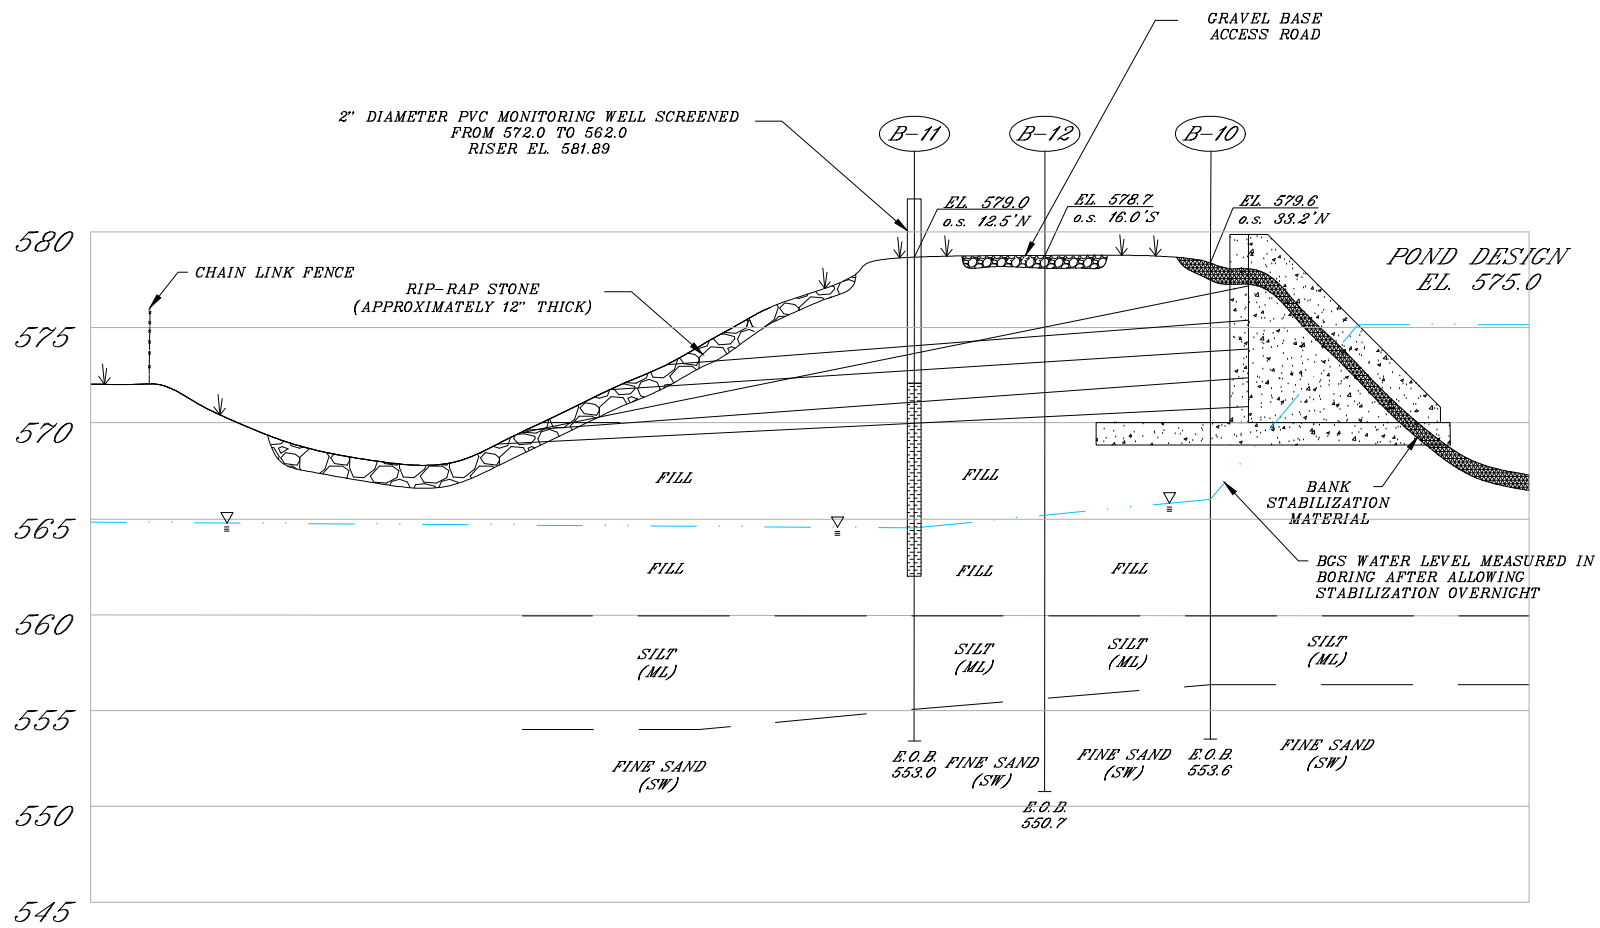 GRAVEL BASE
ACCESS ROAD
2" DIAMETER PVC MONITORING WELL SCREENED
FROM 572.0 TO 562.0
RISER EL. 581.89
B-11
B-12
B-10
EL. 579.0
o.s. 12.5'N
EL. 578.7
o.s. 16.0'S
EL. 579.6
o.s. 33.2'N
580
POND DESIGN
EL. 575.0
CHAIN LINK FENCE
RIP-RAP STONE
(APPROXIMATELY 12" THICK)
575
570
FILL
FILL
BANK
STABILIZATION
MATERIAL
565
BGS WATER LEVEL MEASURED IN
BORING AFTER ALLOWING
STABILIZATION OVERNIGHT
FILL
FILL
FILL
560
SILT
(ML)
SILT
(ML)
SILT
(ML)
SILT
(ML)
555
FINE SAND
(SW)
E.O.B.
553.0
FINE SAND
(SW)
FINE SAND
(SW)
E.O.B.
553.6
FINE SAND
(SW)
550
E.O.B.
550.7
545